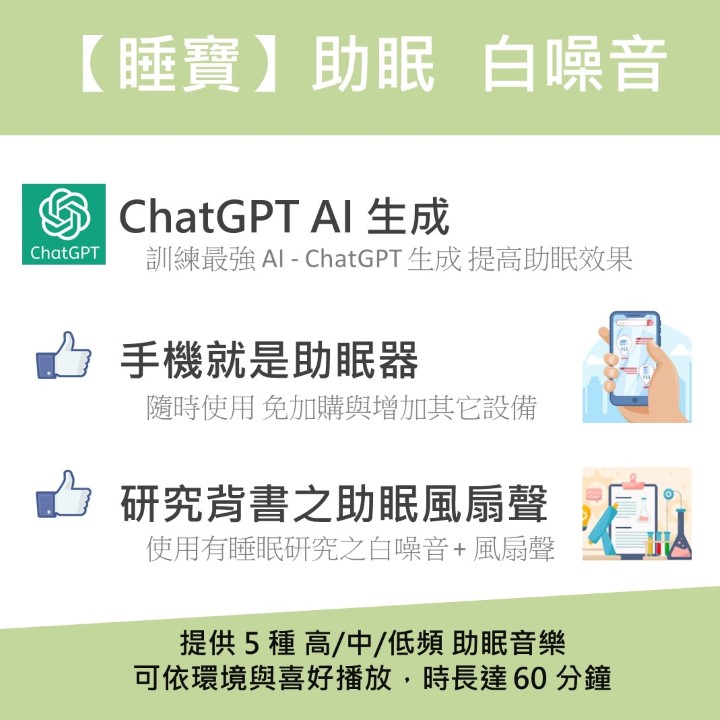 【睡寶】助眠 白噪音
ChatGPT AI 生成
ChatGPT
訓練最強 AI - ChatGPT 生成 提高助眠效果
手機就是助眠器
隨時使用 免加購與增加其它設備
研究背書之助眠風扇聲
使用有睡眠研究之白噪音 + 風扇聲
提供 5 種 高/中/低頻 助眠音樂
可依環境與喜好播放，時長達 60 分鐘